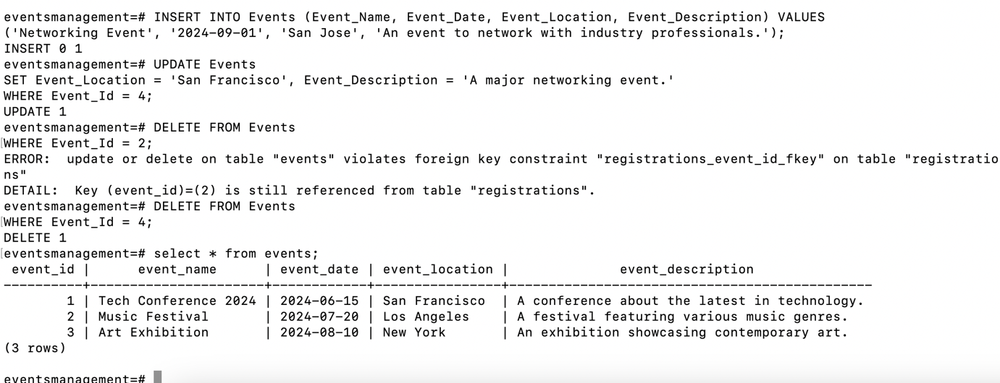 eventsmanagement=# INSERT INTO Events (Event_Name, Event_Date, Event_Location, Event_Description) VALUES
('Networking Event', '2024-09-01', 'San Jose', 'An event to network with industry professionals.');
INSERT 0 1
eventsmanagement=# UPDATE Events
SET Event_Location = 'San Francisco', Event_Description = 'A major networking event.'
WHERE Event_Id = 4;
UPDATE 1
eventsmanagement=# DELETE FROM Events
[WHERE Event_Id = 2;
ERROR:  update or delete on table "events" violates foreign key constraint "registrations_event_id_fkey" on table "registratio
ns"
DETAIL:  Key (event_id)=(2) is still referenced from table "registrations".
eventsmanagement=# DELETE FROM Events
[WHERE Event_Id = 4;
DELETE 1
[eventsmanagement=# select * from events;
 event_id |      event_name      | event_date | event_location |              event_description
----------+----------------------+------------+----------------+----------------------------------------------
        1 | Tech Conference 2024 | 2024-06-15 | San Francisco  | A conference about the latest in technology.
        2 | Music Festival       | 2024-07-20 | Los Angeles    | A festival featuring various music genres.
        3 | Art Exhibition       | 2024-08-10 | New York       | An exhibition showcasing contemporary art.
(3 rows)
eventsmanagement=#